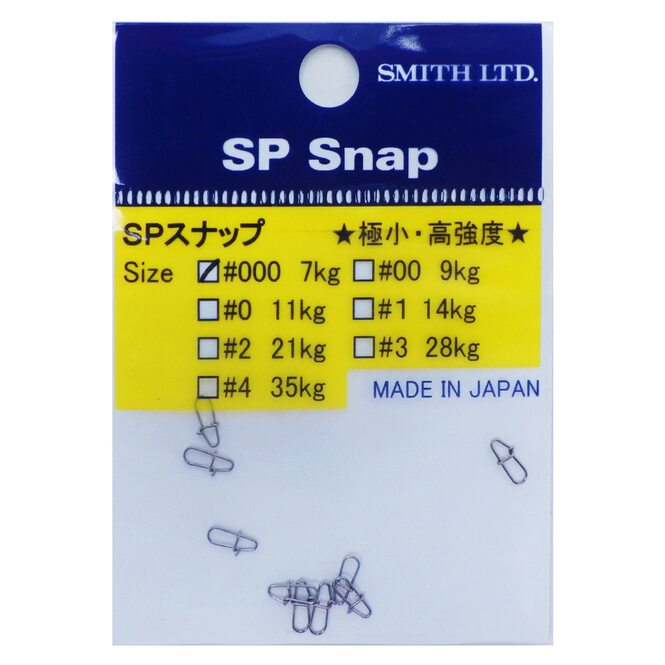 SMITH LTD.
SP Snap
SPスナップ ★極小・高強度★
Size #000 7kg #00 9kg
#0 11kg #1 14kg
#2 21kg #3 28kg
#4 35kg MADE IN JAPAN